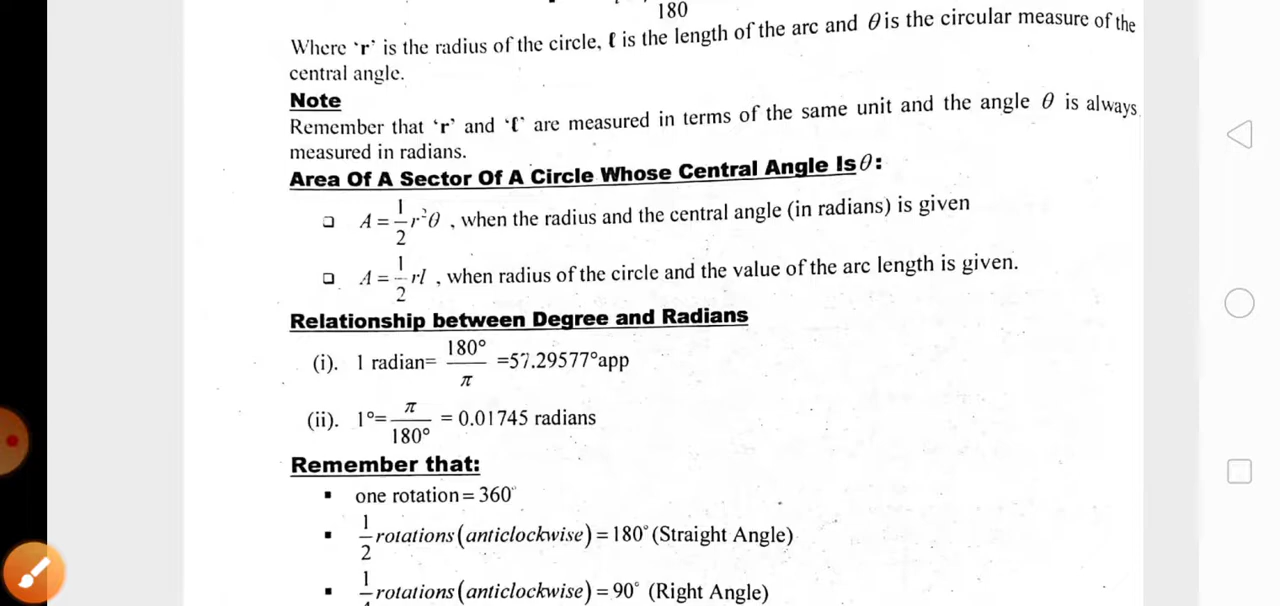 180
Where ‘r’ is the radius of the circle, ℓ is the length of the arc and θ is the circular measure of the
central angle.
Note
Remember that ‘r’ and ‘ℓ’ are measured in terms of the same unit and the angle θ is always
measured in radians.
Area Of A Sector Of A Circle Whose Central Angle Is θ:
A = 1/2 r²θ , when the radius and the central angle (in radians) is given
A = 1/2 rl , when radius of the circle and the value of the arc length is given.
Relationship between Degree and Radians
(i). 1 radian= 180°/π =57.29577°app
(ii). 1°= π/180° = 0.01745 radians
Remember that:
▪ one rotation = 360°
▪ 1/2 rotations (anticlockwise) = 180° (Straight Angle)
▪ 1/4 rotations (anticlockwise) = 90° (Right Angle)